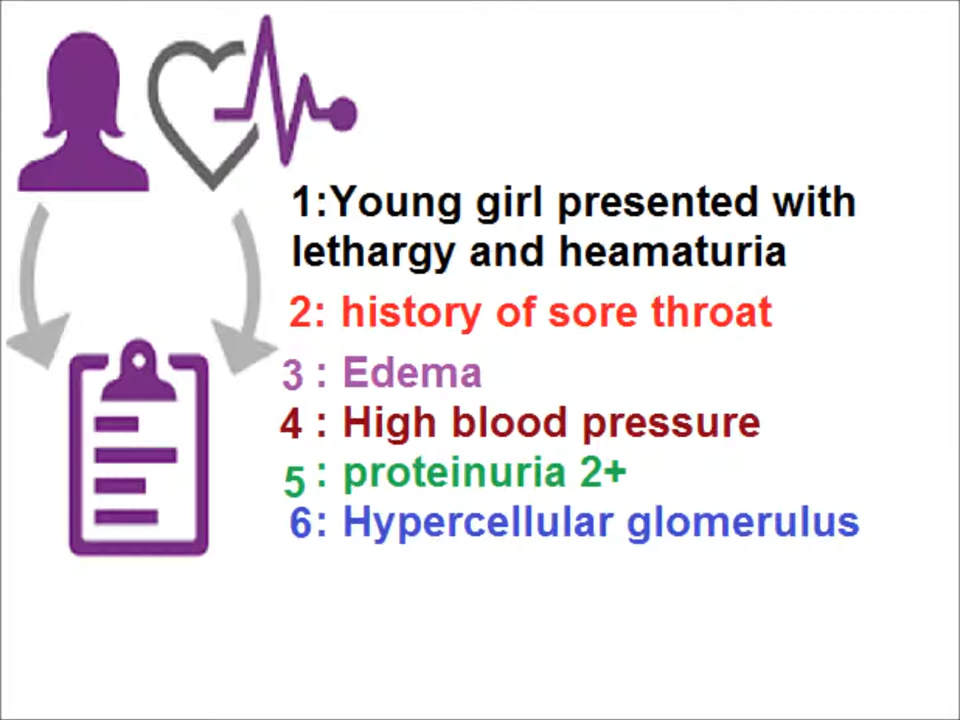 1:Young girl presented with
lethargy and heamaturia
2: history of sore throat
3 : Edema
4 : High blood pressure
5 : proteinuria 2+
6: Hypercellular glomerulus